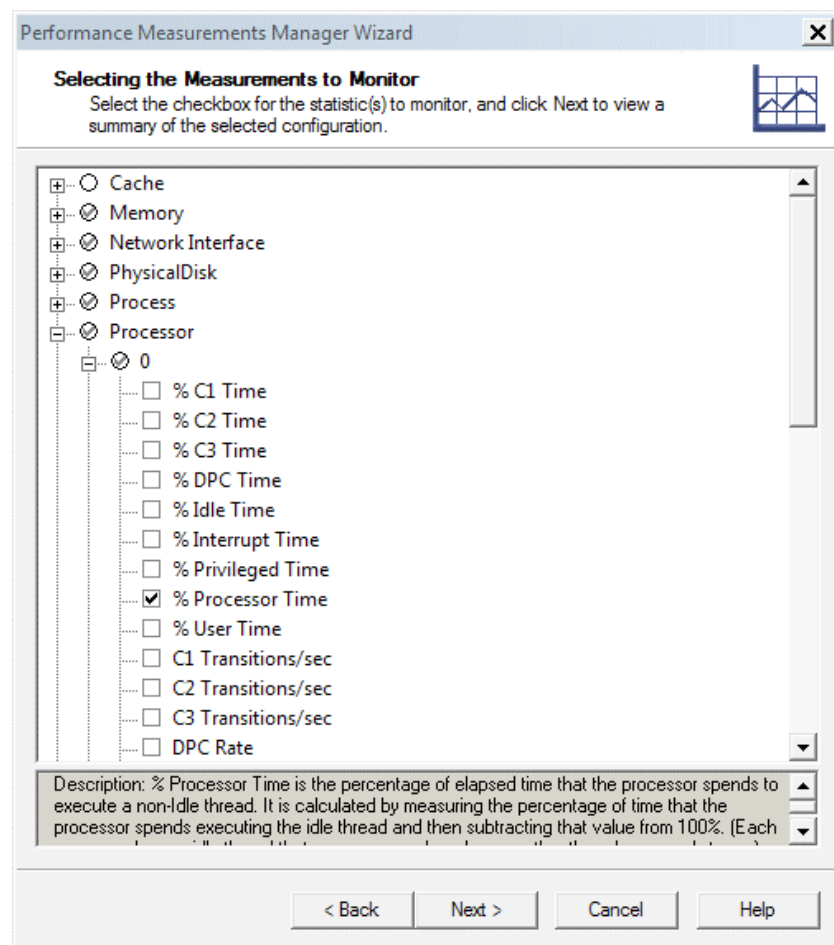 Performance Measurements Manager Wizard
Selecting the Measurements to Monitor
Select the checkbox for the statistic(s) to monitor, and click Next to view a
summary of the selected configuration.
Cache
Memory
Network Interface
PhysicalDisk
Process
Processor
0
% C1 Time
% C2 Time
% C3 Time
% DPC Time
% Idle Time
% Interrupt Time
% Privileged Time
% Processor Time
% User Time
C1 Transitions/sec
C2 Transitions/sec
C3 Transitions/sec
DPC Rate
Description: % Processor Time is the percentage of elapsed time that the processor spends to
execute a non-Idle thread. It is calculated by measuring the percentage of time that the
processor spends executing the idle thread and then subtracting that value from 100%. (Each
< Back
Next >
Cancel
Help